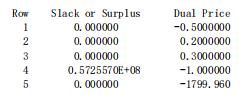 Row Slack or Surplus Dual Price
1 0.000000 -0.5000000
2 0.000000 0.2000000
3 0.000000 0.3000000
4 0.5725570E+08 -1.000000
5 0.000000 -1799.960